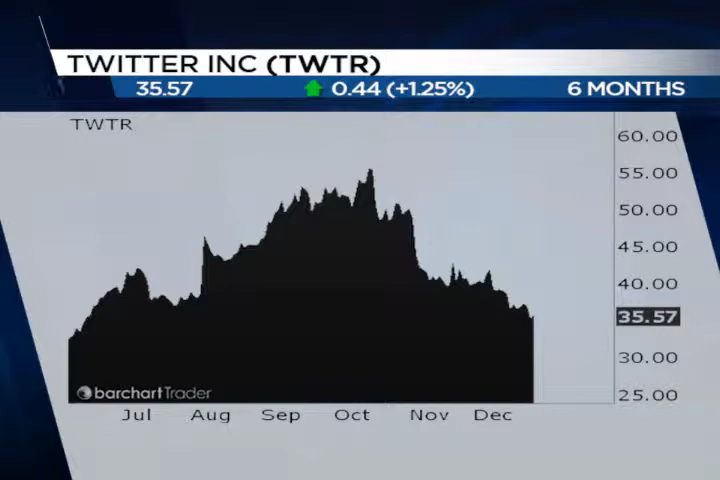 TWITTER INC (TWTR)
35.57 0.44 (+1.25%) 6 MONTHS
TWTR
60.00
55.00
50.00
45.00
40.00
35.57
30.00
25.00
barchartTrader
Jul Aug Sep Oct Nov Dec